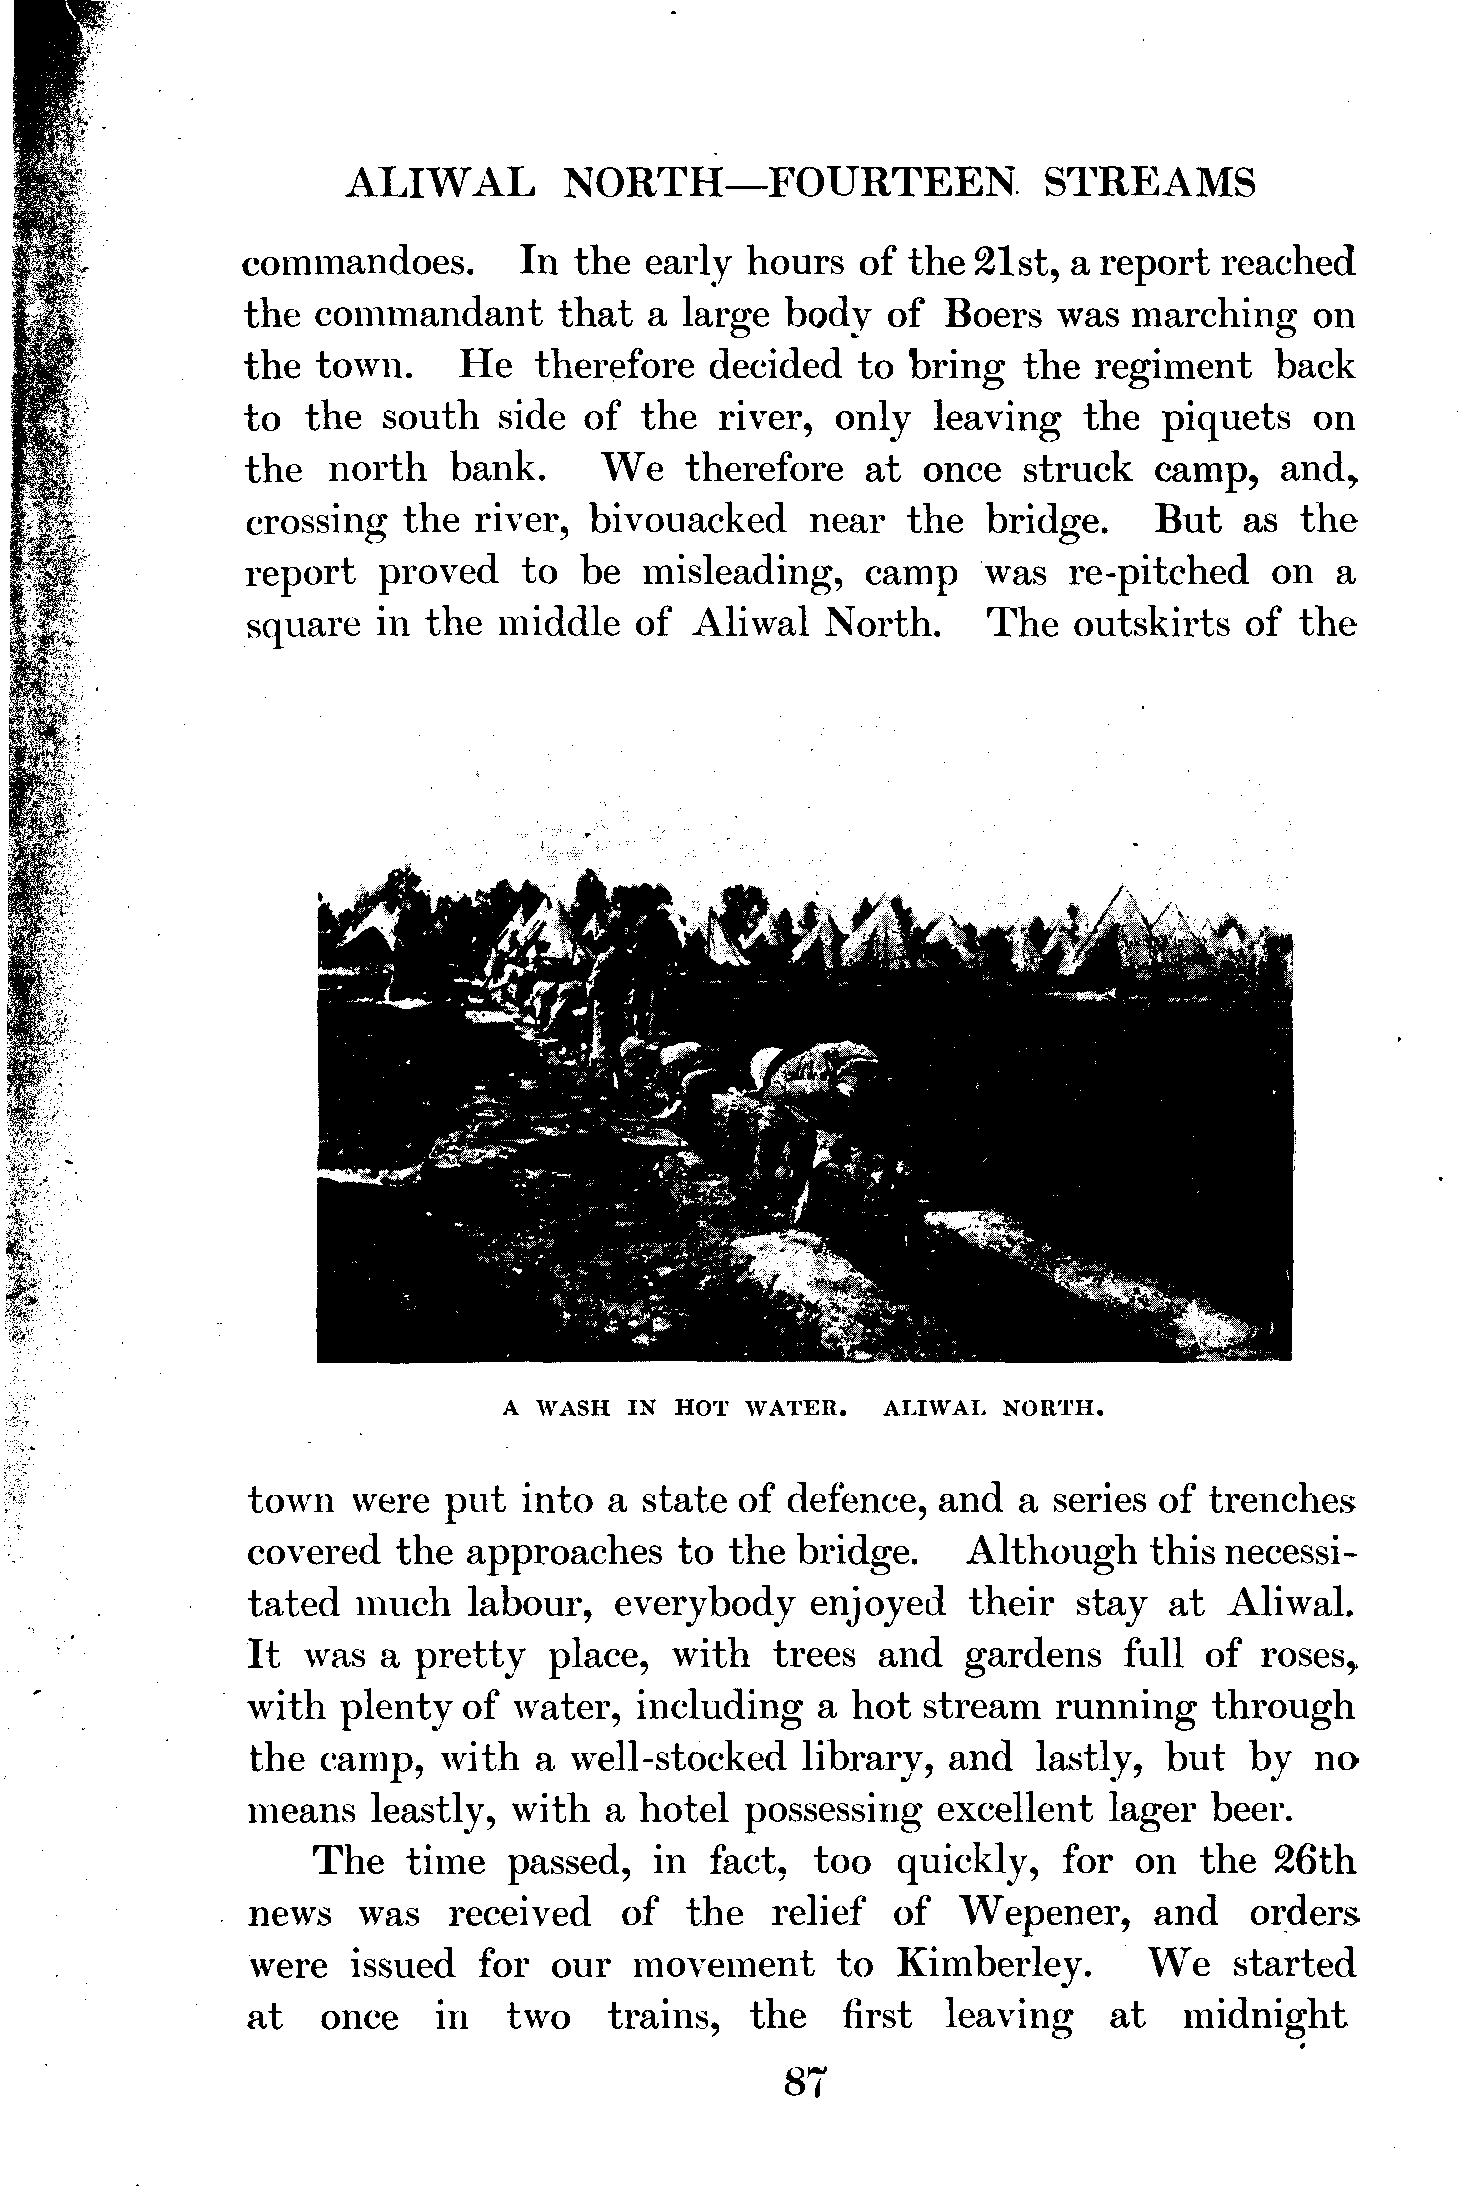 ALIWAL NORTH—FOURTEEN STREAMS
commandoes. In the early hours of the 21st, a report reached
the commandant that a large body of Boers was marching on
the town. He therefore decided to bring the regiment back
to the south side of the river, only leaving the piquets on
the north bank. We therefore at once struck camp, and,
crossing the river, bivouacked near the bridge. But as the
report proved to be misleading, camp was re-pitched on a
square in the middle of Aliwal North. The outskirts of the
A WASH IN HOT WATER. ALIWAL NORTH.
town were put into a state of defence, and a series of trenches
covered the approaches to the bridge. Although this necessi-
tated much labour, everybody enjoyed their stay at Aliwal.
It was a pretty place, with trees and gardens full of roses,
with plenty of water, including a hot stream running through
the camp, with a well-stocked library, and lastly, but by no
means leastly, with a hotel possessing excellent lager beer.
The time passed, in fact, too quickly, for on the 26th
news was received of the relief of Wepener, and orders
were issued for our movement to Kimberley. We started
at once in two trains, the first leaving at midnight
87